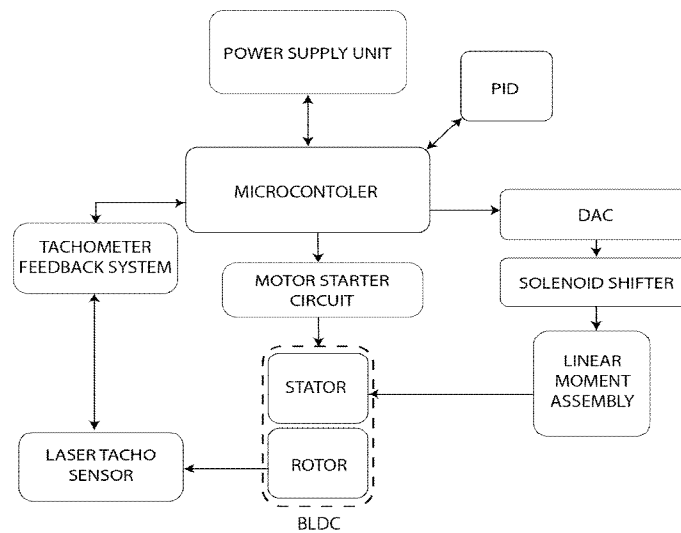 POWER SUPPLY UNIT
PID
MICROCONTOLER
DAC
TACHOMETER
FEEDBACK SYSTEM
MOTOR STARTER
CIRCUIT
SOLENOID SHIFTER
STATOR
LINEAR
MOMENT
ASSEMBLY
LASER TACHO
SENSOR
ROTOR
BLDC